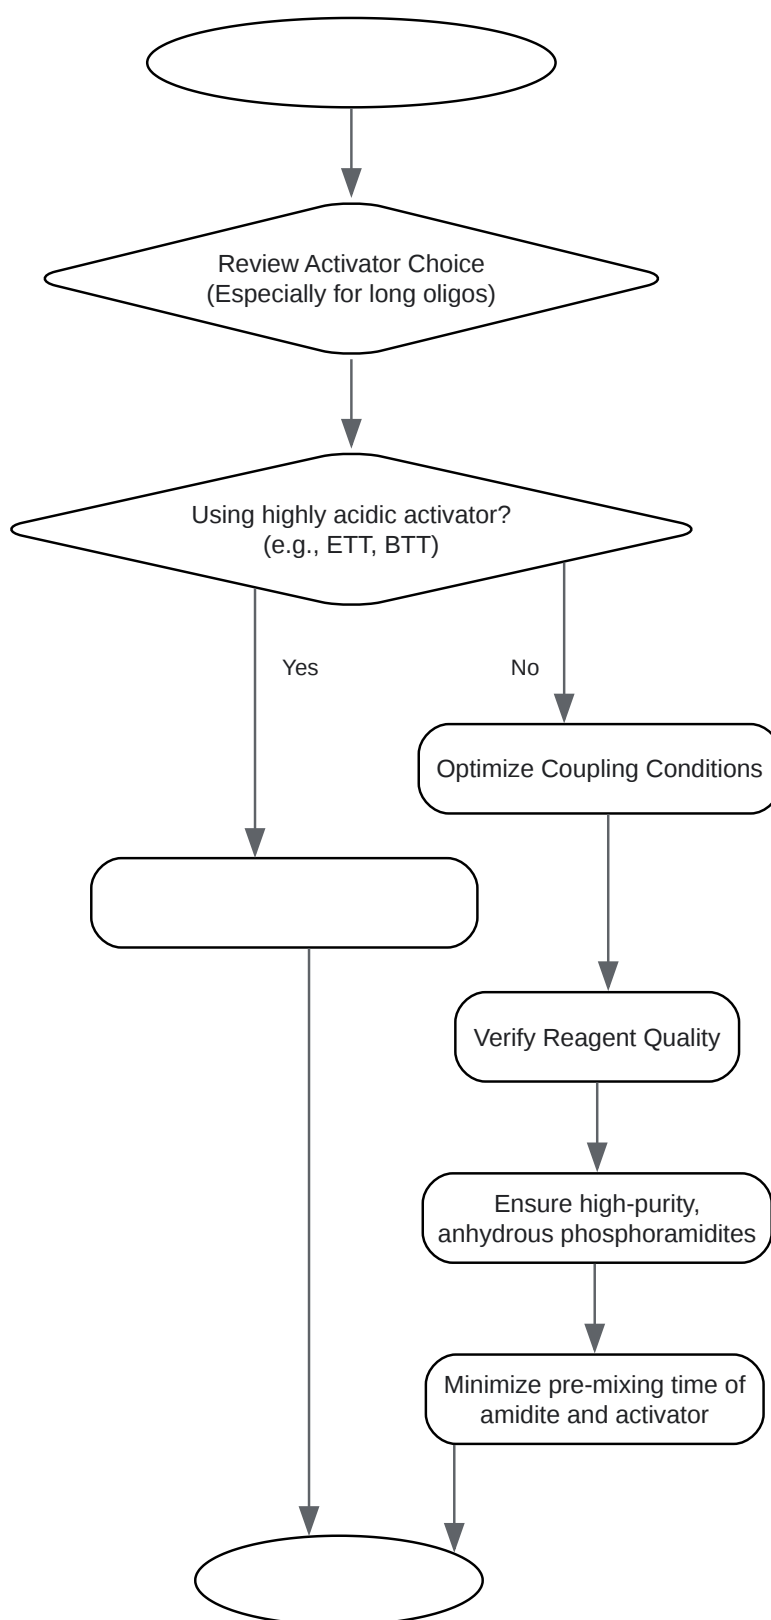 Review Activator Choice
(Especially for long oligos)
Using highly acidic activator?
(e.g., ETT, BTT)
Yes
No
Optimize Coupling Conditions
Verify Reagent Quality
Ensure high-purity,
anhydrous phosphoramidites
Minimize pre-mixing time of
amidite and activator